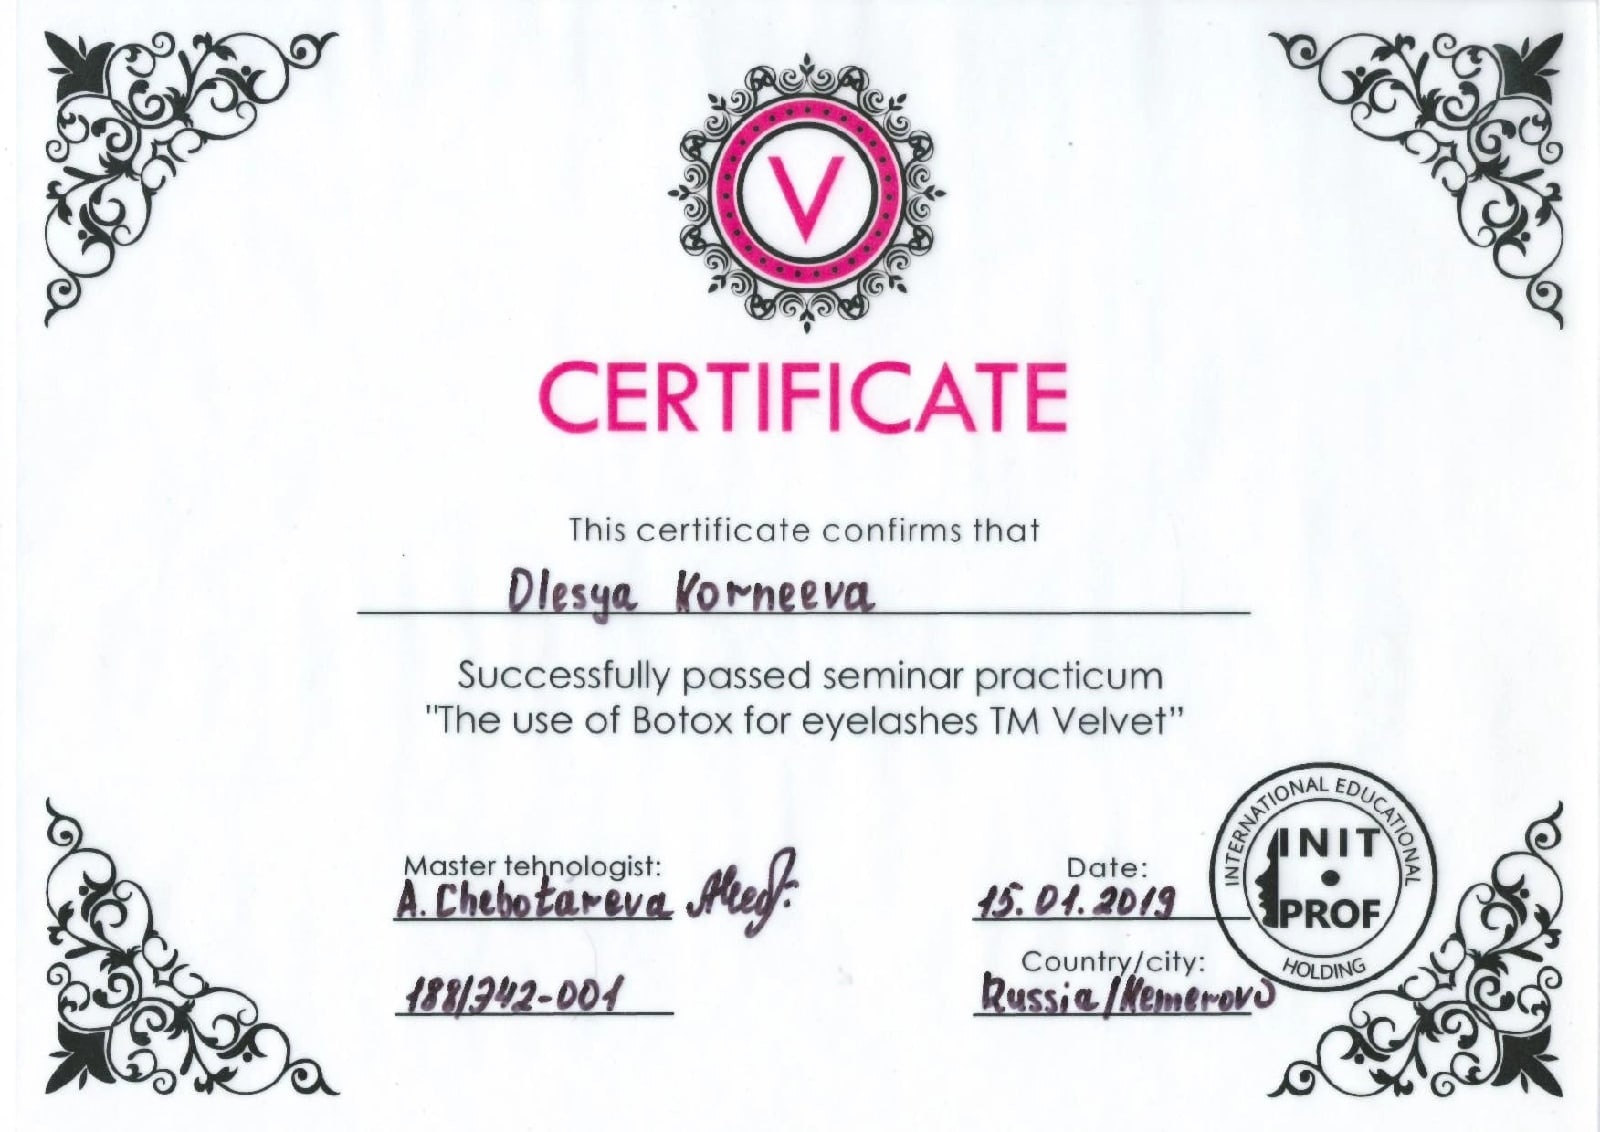 V
CERTIFICATE
This certificate confirms that
Olesya Korneeva
Successfully passed seminar practicum
"The use of Botox for eyelashes TM Velvet”
Master tehnologist:
A. Chebotareva
188/742-001
Date:
15.01.2019
Country/city:
Russia/Kemerovo
INTERNATIONAL EDUCATIONAL
INIT
PROF
HOLDING